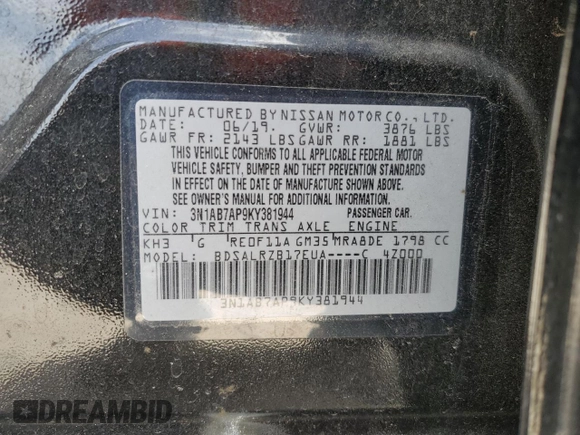 MANUFACTURED BY NISSAN MOTOR CO., LTD.
DATE: 06/19. GVWR: 3876 LBS
GAWR FR: 2143 LBS GAWR RR: 1881 LBS
THIS VEHICLE CONFORMS TO ALL APPLICABLE FEDERAL MOTOR
VEHICLE SAFETY, BUMPER AND THEFT PREVENTION STANDARDS
IN EFFECT ON THE DATE OF MANUFACTURE SHOWN ABOVE.
SEE OWNER'S MANUAL AND ADDITIONAL LABELS.
VIN: 3N1AB7AP9KY381944 PASSENGER CAR.
COLOR TRIM TRANS AXLE ENGINE
KH3 G RE0F11A GM35 MRA8DE 1798 CC
MODEL: BDSALRZB17EUA----C 4Z000
3N1AB7AP9KY381944
DREAMBID